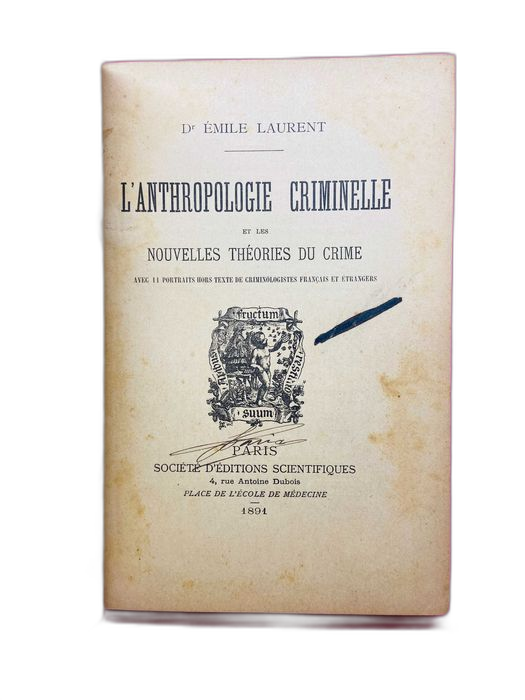 Dr ÉMILE LAURENT
L'ANTHROPOLOGIE CRIMINELLE
ET LES
NOUVELLES THÉORIES DU CRIME
AVEC 11 PORTRAITS HORS TEXTE DE CRIMINOLOGISTES FRANÇAIS ET ÉTRANGERS
fructum
Arbor
suum
PARIS
SOCIÉTÉ D'ÉDITIONS SCIENTIFIQUES
4, rue Antoine Dubois
PLACE DE L'ÉCOLE DE MÉDECINE
1891